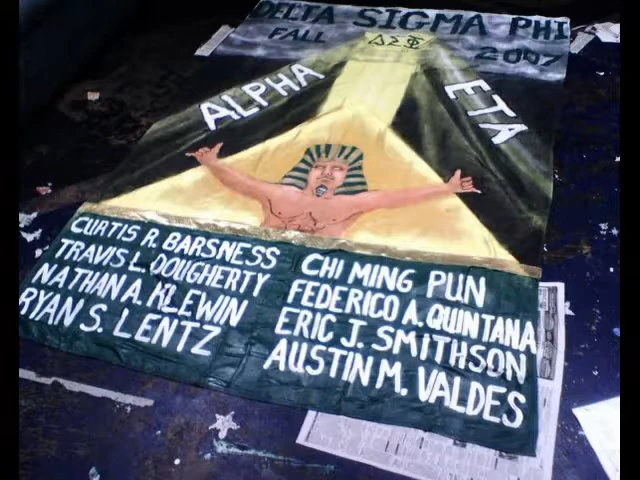 DELTA SIGMA PHI
FALL 2007
ΔΣΦ
ALPHA ETA
CURTIS R. BARSNESS
TRAVIS L. DOUGHERTY
NATHAN A. KLEWIN
RYAN S. LENTZ
CHI MING PUN
FEDERICO A. QUINTANA
ERIC J. SMITHSON
AUSTIN M. VALDES